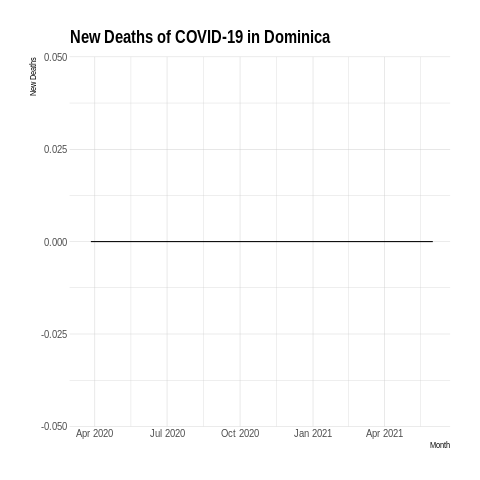 New Deaths of COVID-19 in Dominica
New Deaths
0.050
0.025
0.000
-0.025
-0.050
Apr 2020 Jul 2020 Oct 2020 Jan 2021 Apr 2021
Month